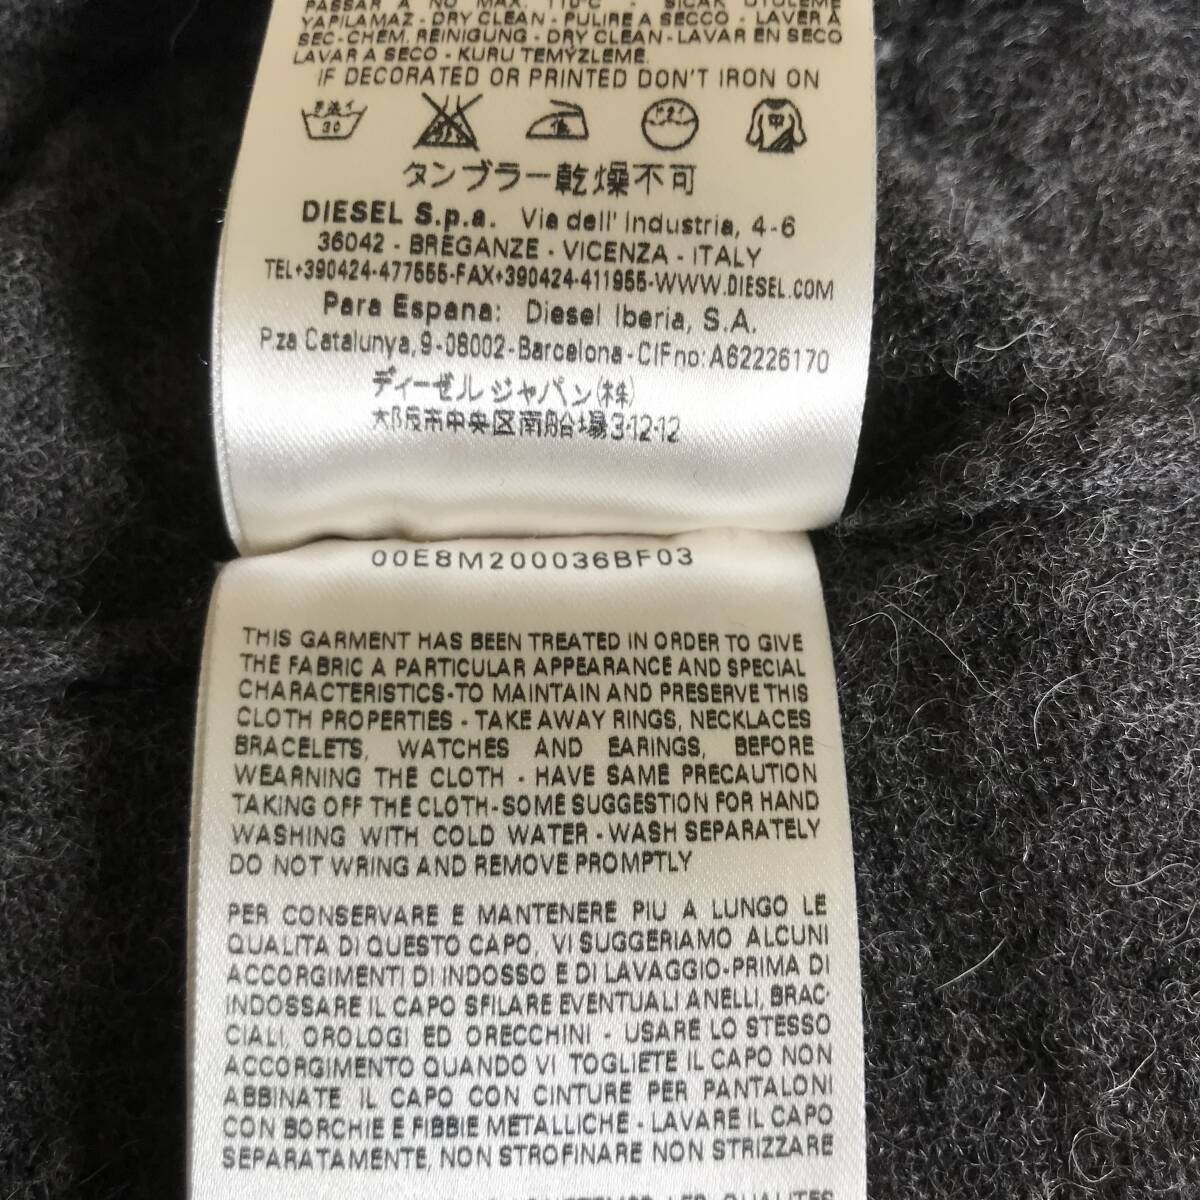 PASSAR A NO MAX. 110°C - SICAK ÜTÜLEME
YAPILAMAZ - DRY CLEAN - PULIRE A SECCO - LAVER À
SEC-CHEM. REINIGUNG - DRY CLEAN - LAVAR EN SECO
LAVAR A SECO - KURU TEMYZLEME.
IF DECORATED OR PRINTED DON'T IRON ON
手洗イ 30 低 ドライ 中
タンブラー乾燥不可
DIESEL S.p.a. Via dell' Industria, 4-6
36042 - BREGANZE - VICENZA - ITALY
TEL+390424-477555-FAX+390424-411955-WWW.DIESEL.COM
Para Espana: Diesel Iberia, S.A.
P.za Catalunya, 9-08002-Barcelona-CIF no: A62226170
ディーゼルジャパン(株)
大阪市中央区南船場3-12-12
00E8M200036BF03
THIS GARMENT HAS BEEN TREATED IN ORDER TO GIVE
THE FABRIC A PARTICULAR APPEARANCE AND SPECIAL
CHARACTERISTICS-TO MAINTAIN AND PRESERVE THIS
CLOTH PROPERTIES - TAKE AWAY RINGS, NECKLACES
BRACELETS, WATCHES AND EARINGS, BEFORE
WEARNING THE CLOTH - HAVE SAME PRECAUTION
TAKING OFF THE CLOTH-SOME SUGGESTION FOR HAND
WASHING WITH COLD WATER - WASH SEPARATELY
DO NOT WRING AND REMOVE PROMPTLY
PER CONSERVARE E MANTENERE PIU A LUNGO LE
QUALITA DI QUESTO CAPO, VI SUGGERIAMO ALCUNI
ACCORGIMENTI DI INDOSSO E DI LAVAGGIO-PRIMA DI
INDOSSARE IL CAPO SFILARE EVENTUALI ANELLI, BRAC-
CIALI, OROLOGI ED ORECCHINI - USARE LO STESSO
ACCORGIMENTO QUANDO VI TOGLIETE IL CAPO NON
ABBINATE IL CAPO CON CINTURE PER PANTALONI
CON BORCHIE E FIBBIE METALLICHE - LAVARE IL CAPO
SEPARATAMENTE, NON STROFINARE NON STRIZZARE